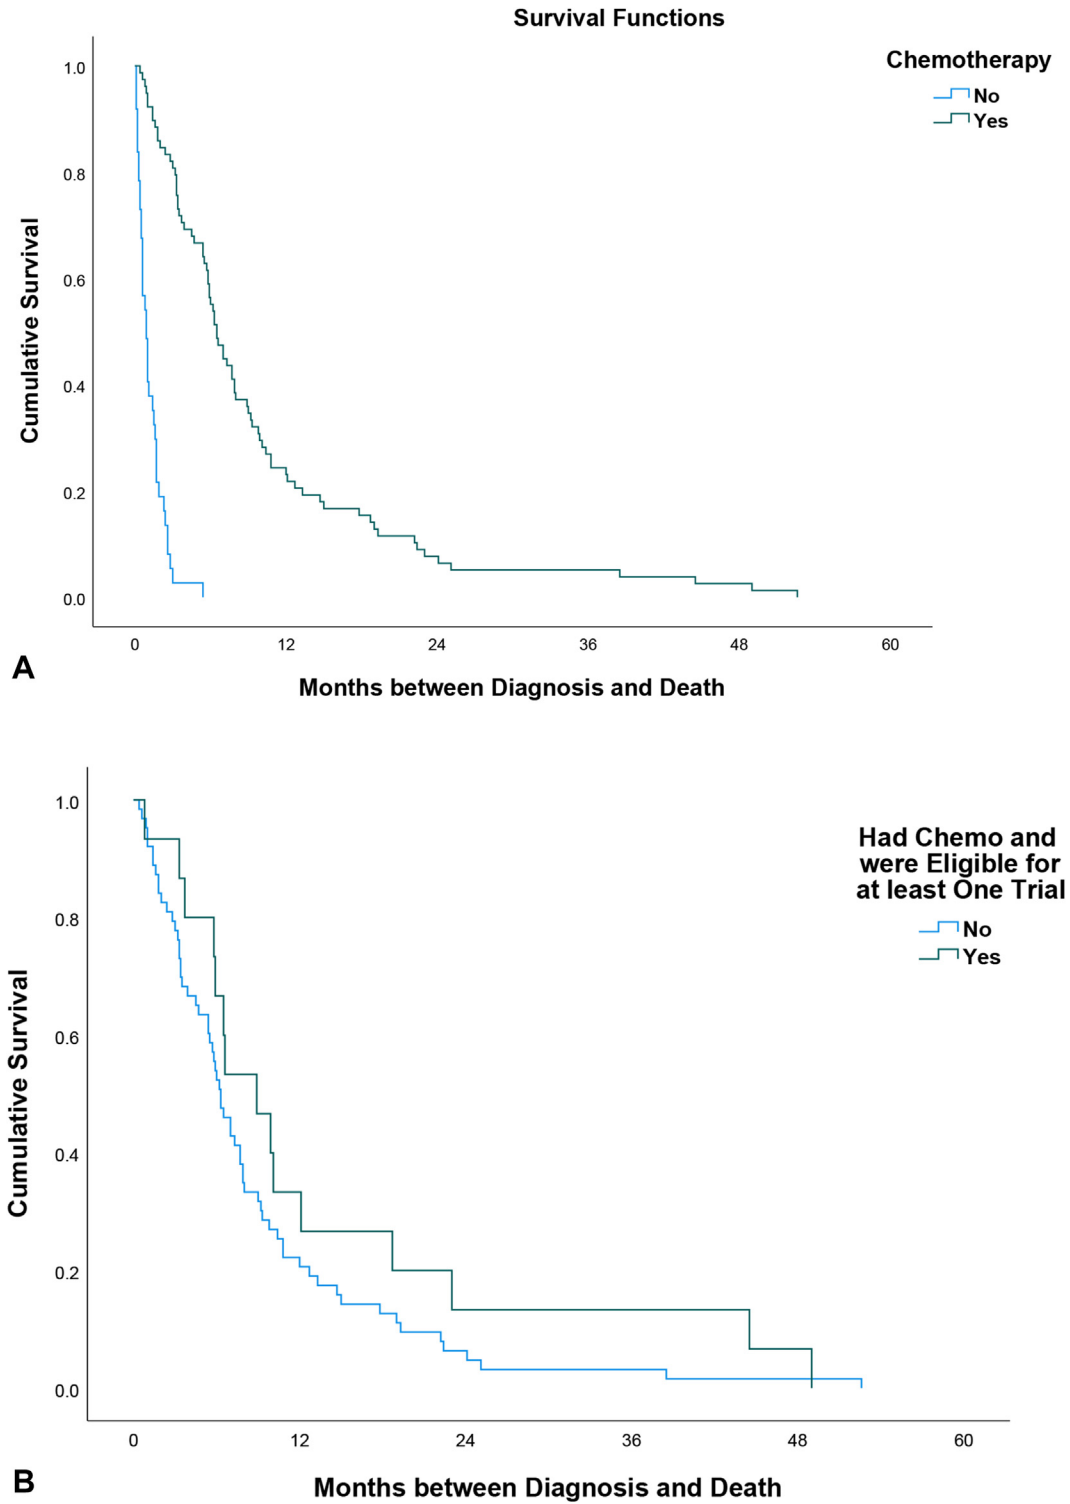 Survival Functions
Chemotherapy
No
Yes
Cumulative Survival
1.0
0.8
0.6
0.4
0.2
0.0
0 12 24 36 48 60
Months between Diagnosis and Death
A
Had Chemo and
were Eligible for
at least One Trial
No
Yes
Cumulative Survival
1.0
0.8
0.6
0.4
0.2
0.0
0 12 24 36 48 60
Months between Diagnosis and Death
B